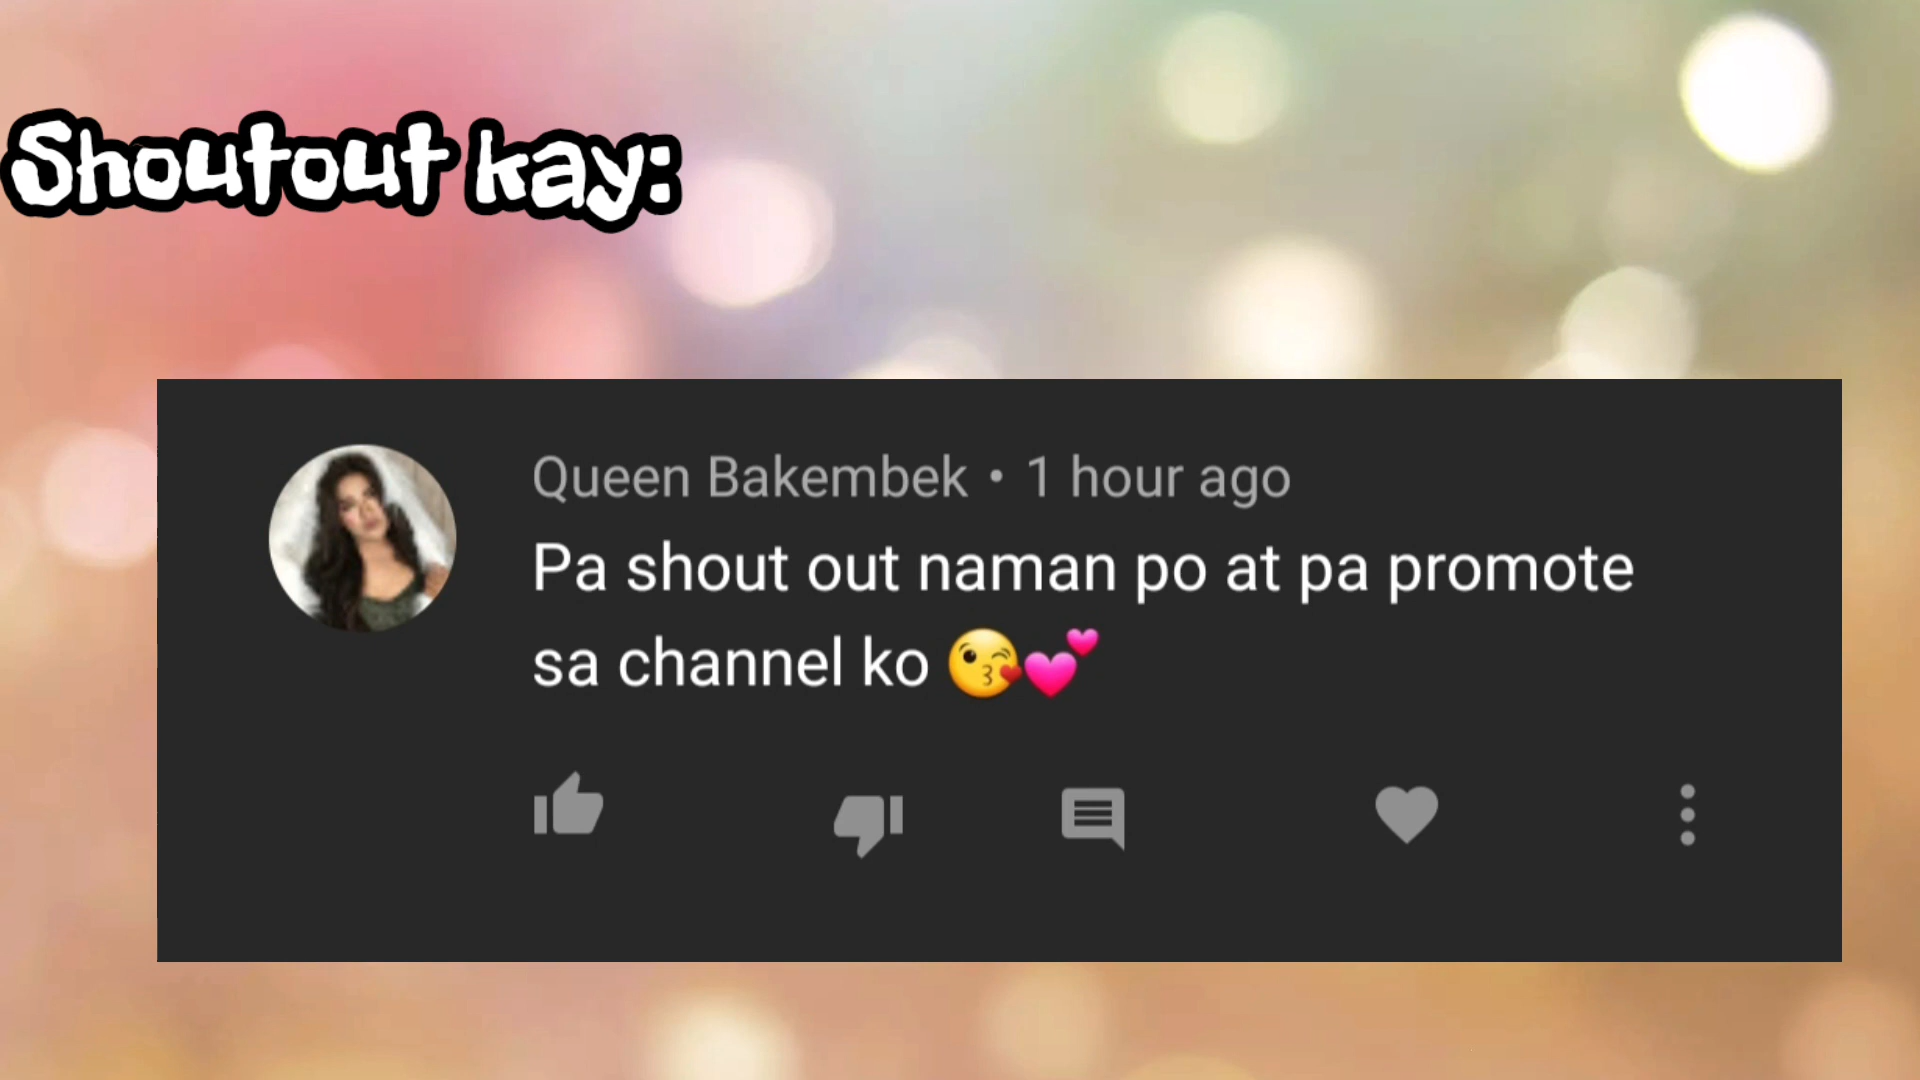 Shoutout kay:
Queen Bakembek • 1 hour ago
Pa shout out naman po at pa promote
sa channel ko 😘💕